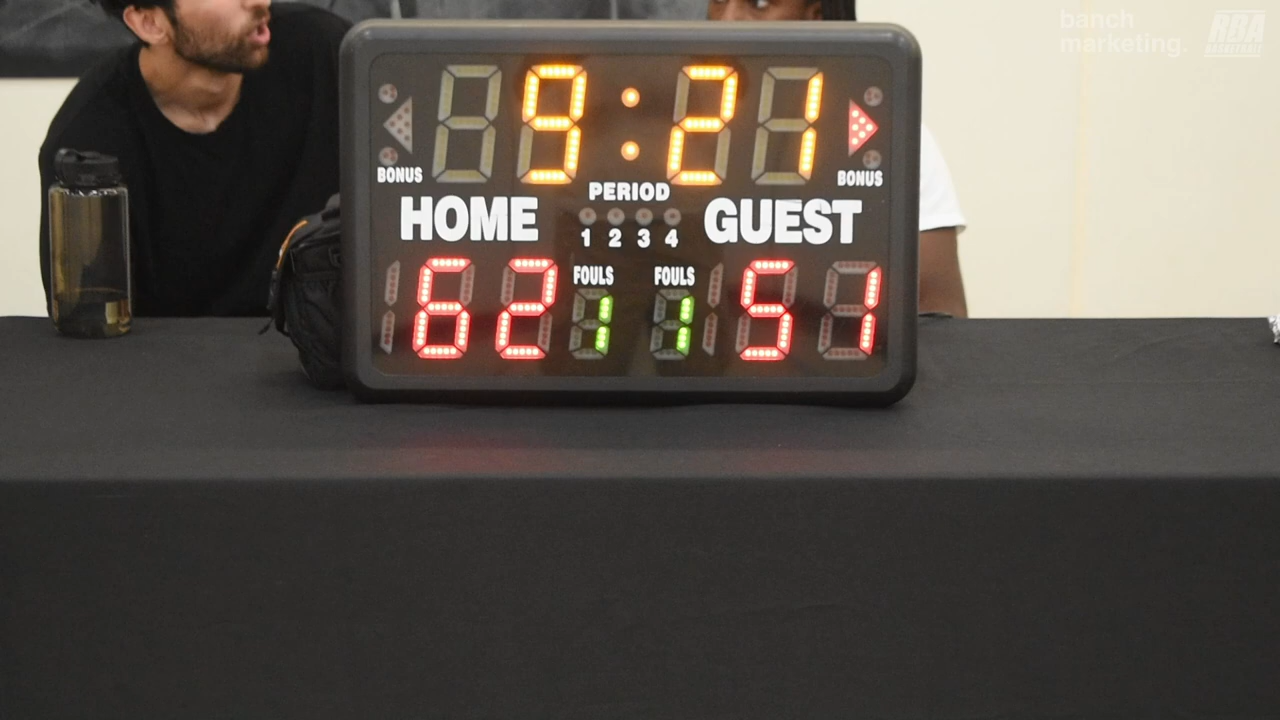 banch
marketing.
RBA
BASKETBALL
9:21
BONUS
BONUS
PERIOD
HOME
GUEST
1 2 3 4
FOULS
FOULS
62
1
1
51